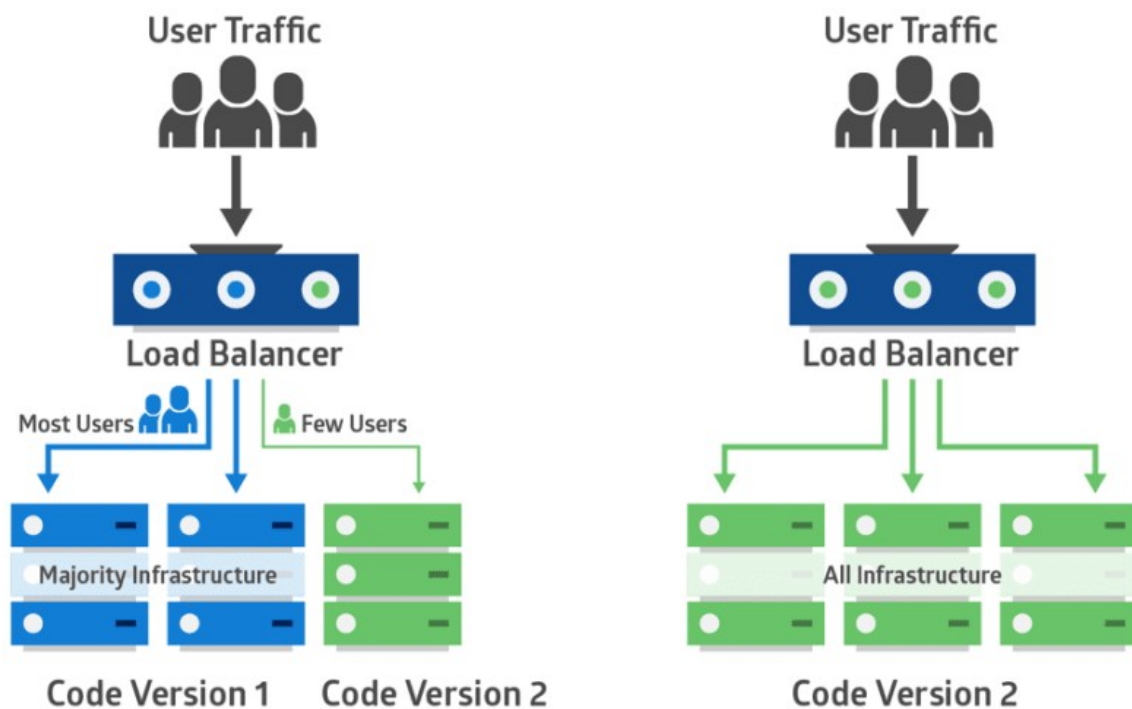 User Traffic
Load Balancer
Most Users
Few Users
Majority Infrastructure
Code Version 1
Code Version 2
User Traffic
Load Balancer
All Infrastructure
Code Version 2